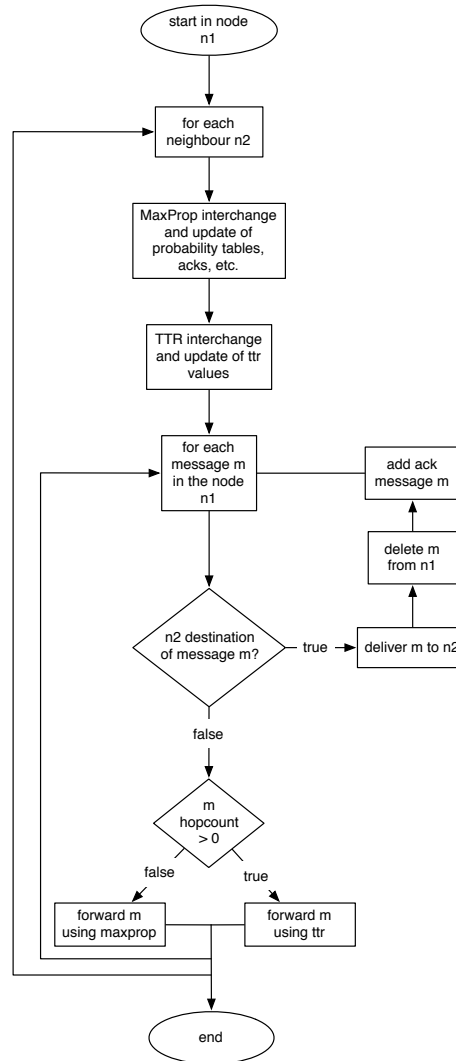 start in node
n1
for each
neighbour n2
MaxProp interchange
and update of
probability tables,
acks, etc.
TTR interchange
and update of ttr
values
for each
message m
in the node
n1
add ack
message m
delete m
from n1
n2 destination
of message m?
true
deliver m to n2
false
m
hopcount
> 0
false
true
forward m
using maxprop
forward m
using ttr
end